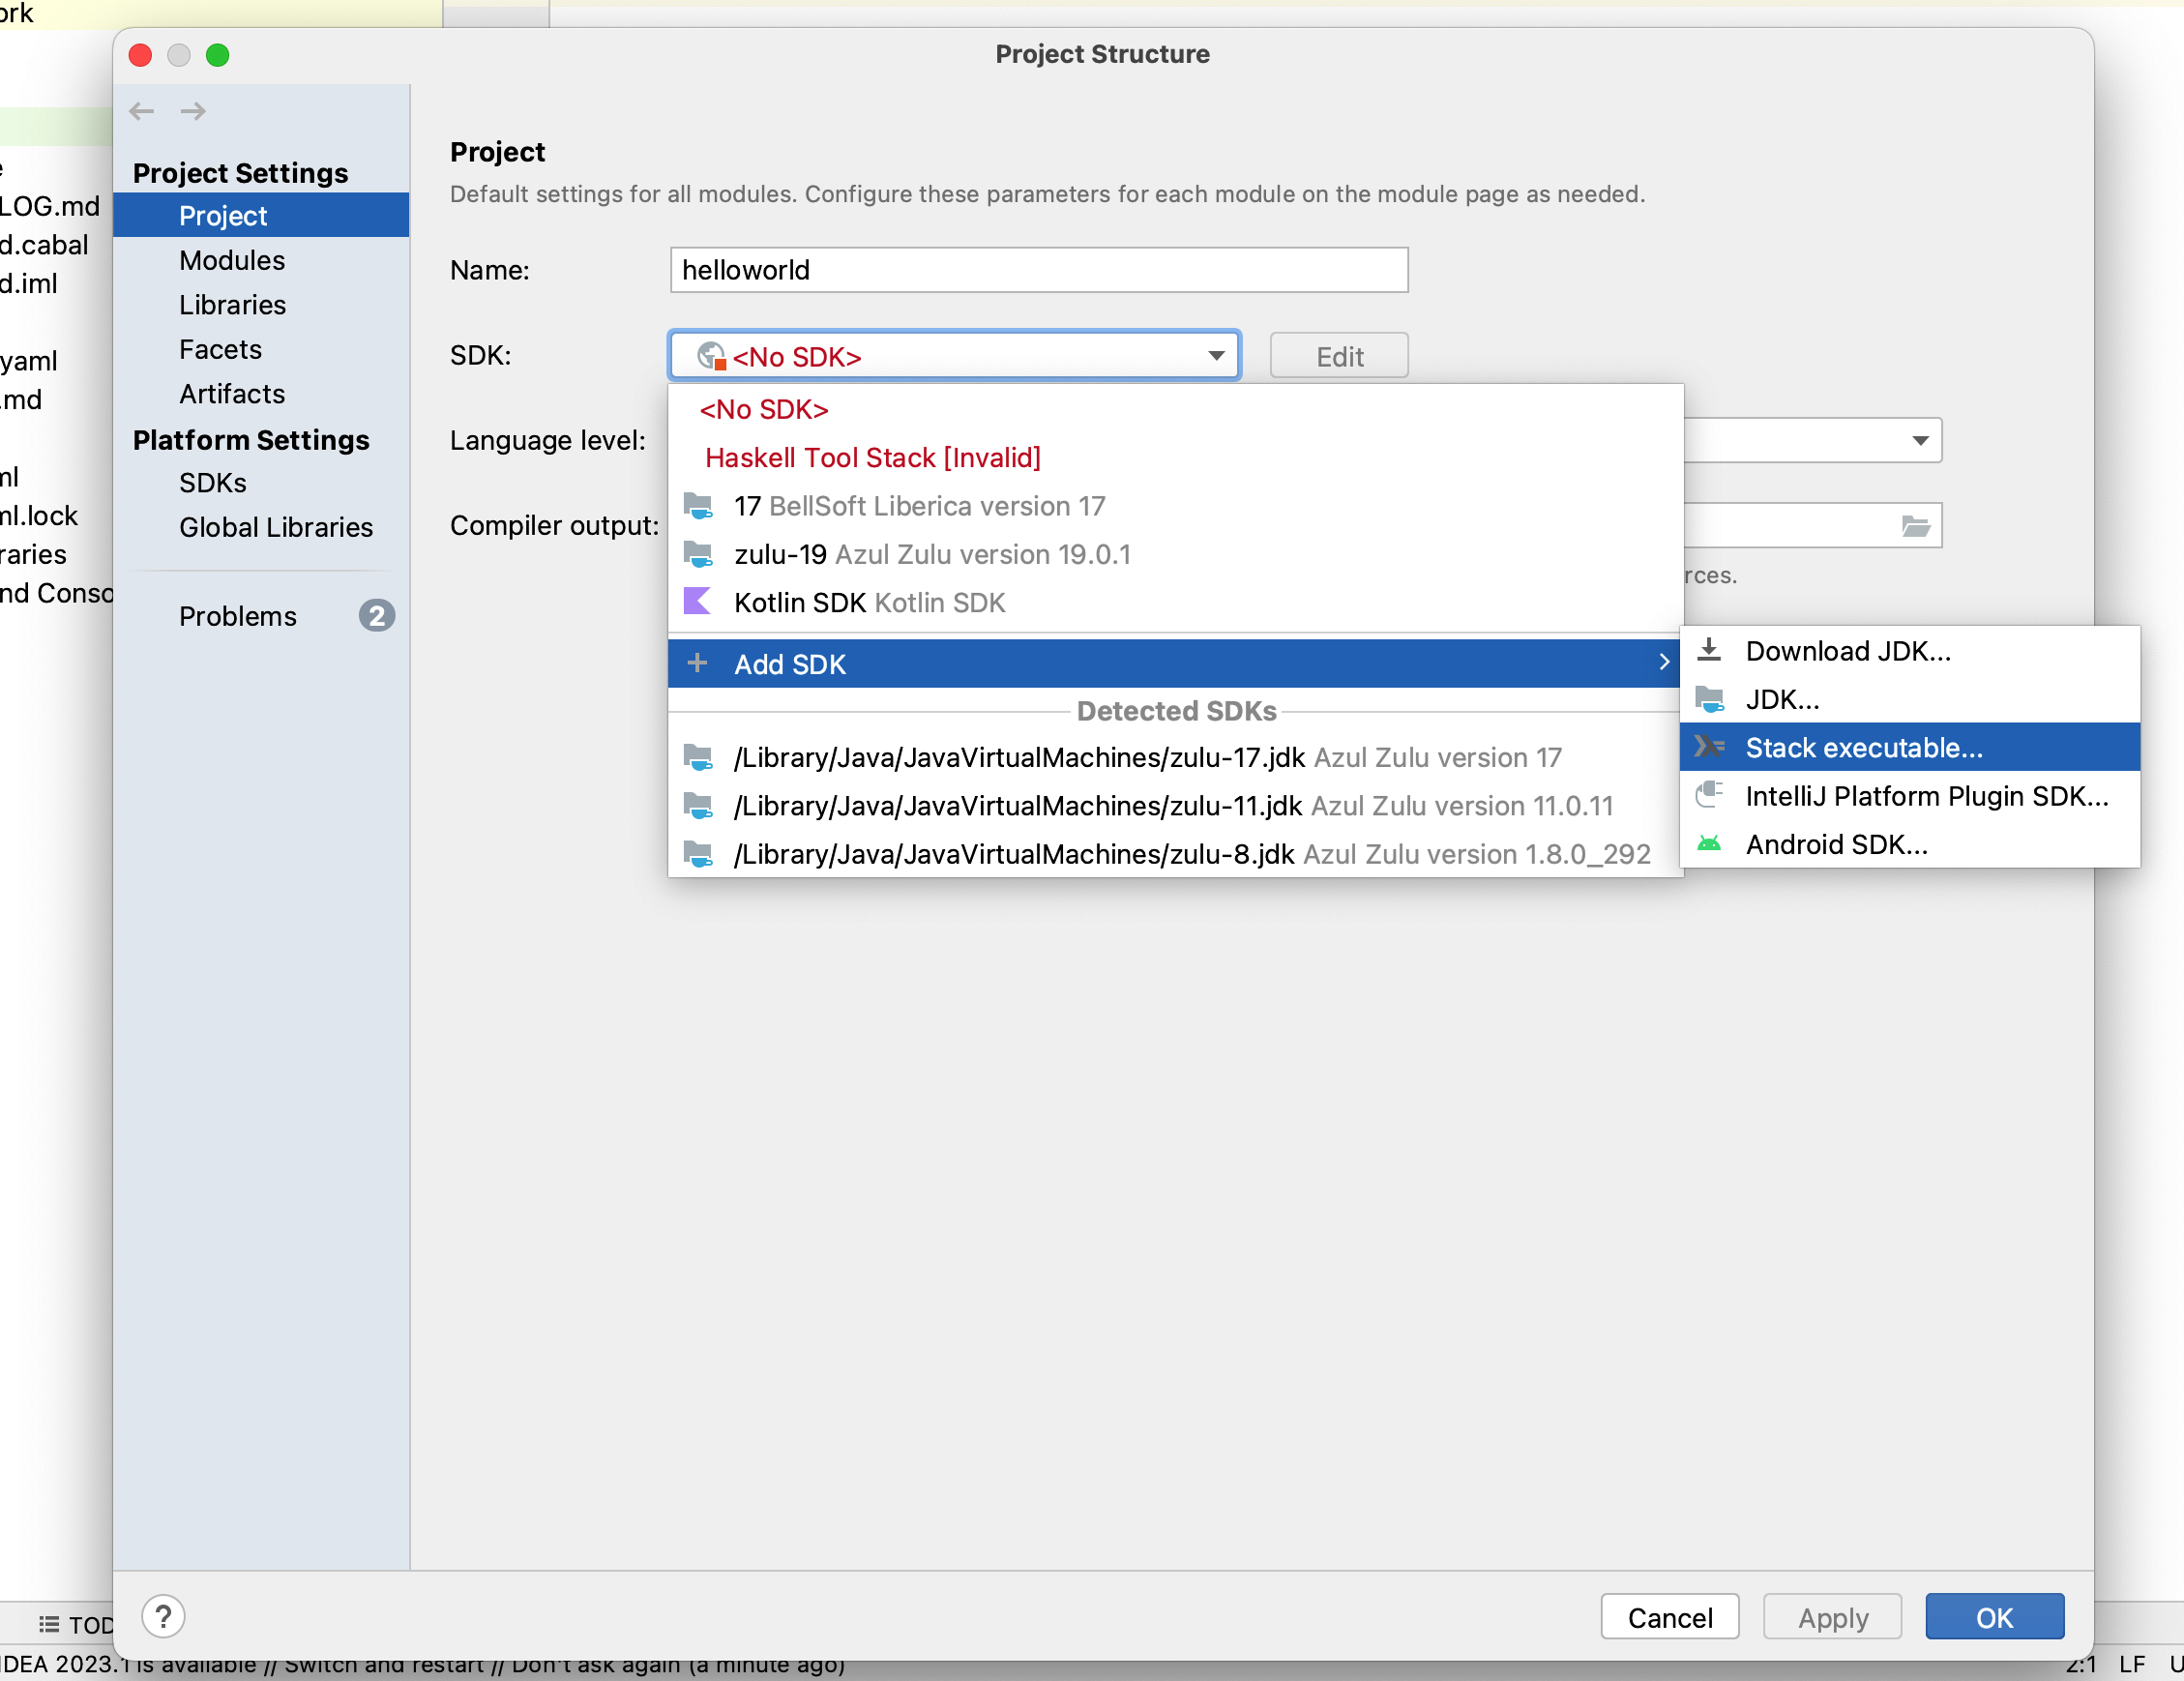 ork
Project Structure
LOG.md
d.cabal
d.iml
yaml
.md
ml
ml.lock
raries
nd Conso
Project Settings
Project
Modules
Libraries
Facets
Artifacts
Platform Settings
SDKs
Global Libraries
Problems 2
Project
Default settings for all modules. Configure these parameters for each module on the module page as needed.
Name: helloworld
SDK: <No SDK> Edit
Language level:
Compiler output:
rces.
<No SDK>
Haskell Tool Stack [Invalid]
17 BellSoft Liberica version 17
zulu-19 Azul Zulu version 19.0.1
Kotlin SDK Kotlin SDK
Add SDK
Detected SDKs
/Library/Java/JavaVirtualMachines/zulu-17.jdk Azul Zulu version 17
/Library/Java/JavaVirtualMachines/zulu-11.jdk Azul Zulu version 11.0.11
/Library/Java/JavaVirtualMachines/zulu-8.jdk Azul Zulu version 1.8.0_292
Download JDK...
JDK...
Stack executable...
IntelliJ Platform Plugin SDK...
Android SDK...
? Cancel Apply OK
TOD
IDEA 2023.1 is available // Switch and restart // Don't ask again (a minute ago) 2:1 LF U